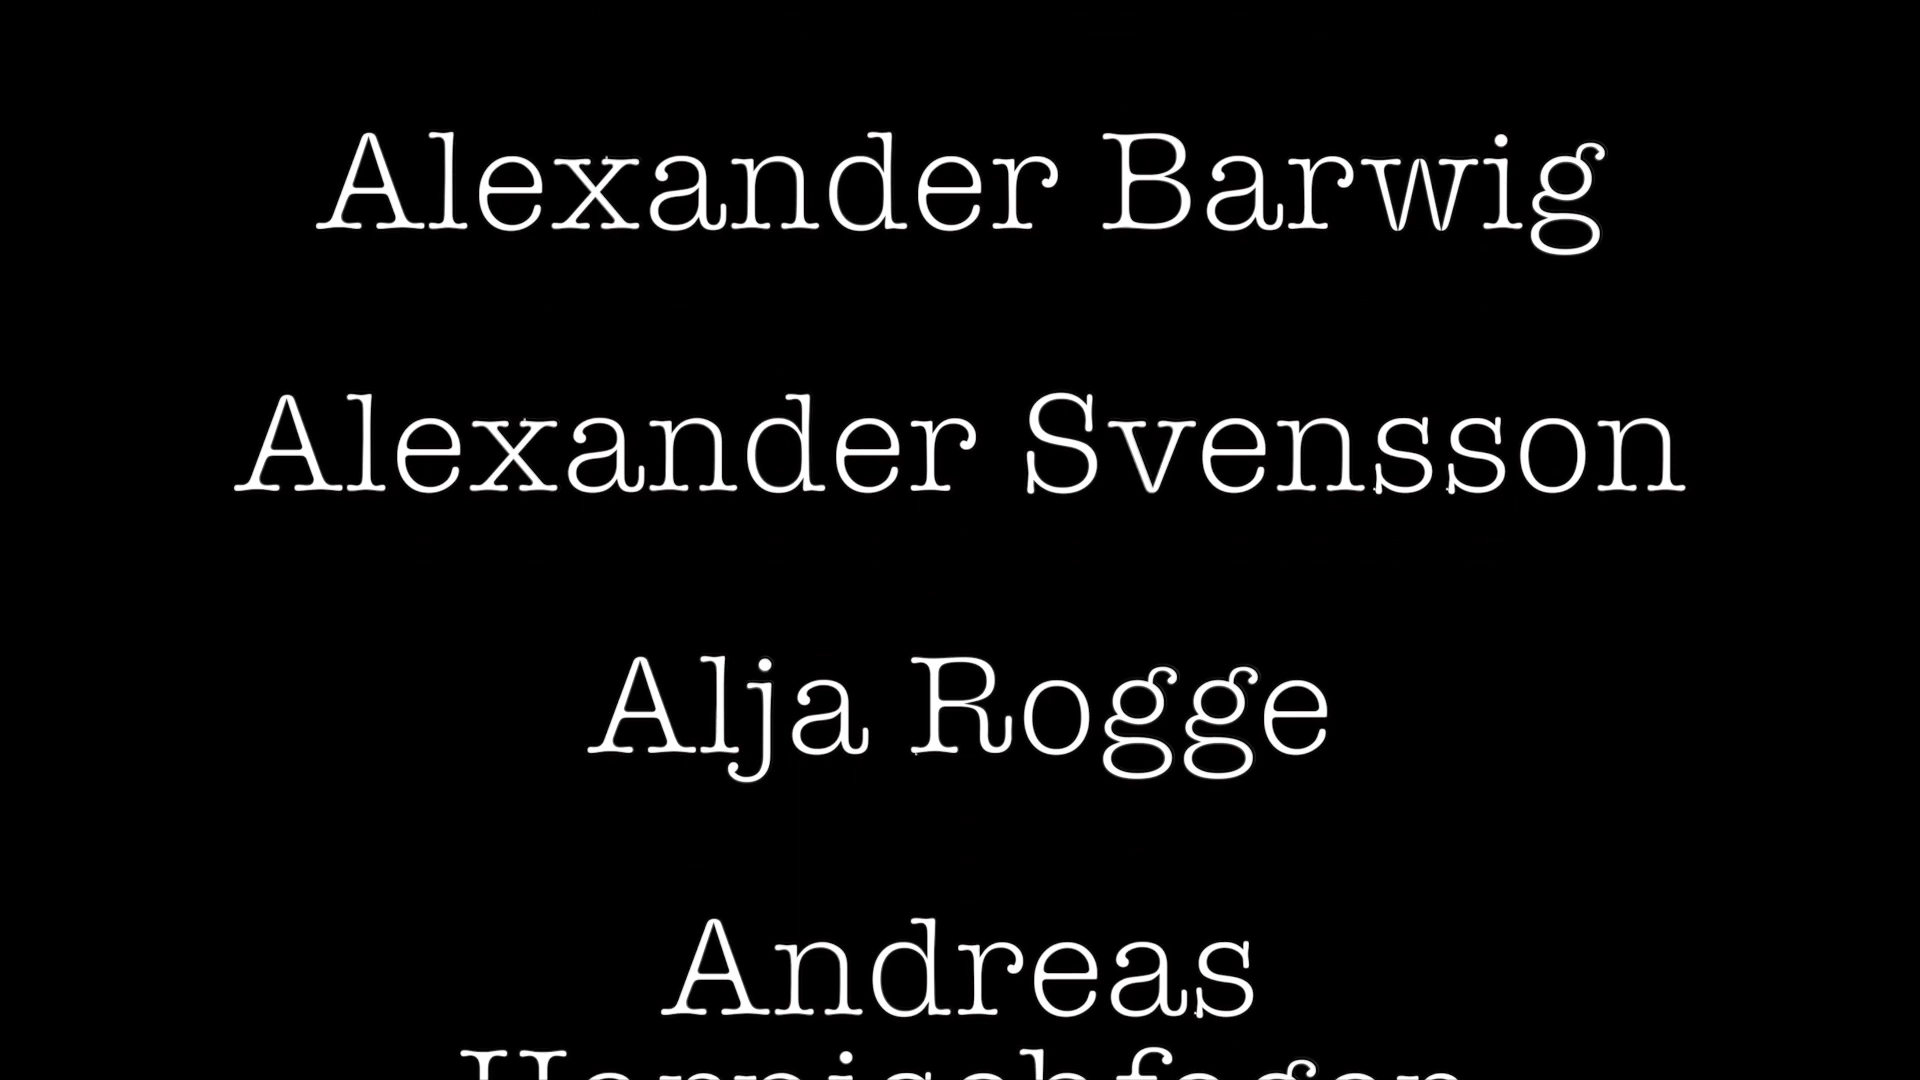 Alexander Barwig
Alexander Svensson
Alja Rogge
Andreas